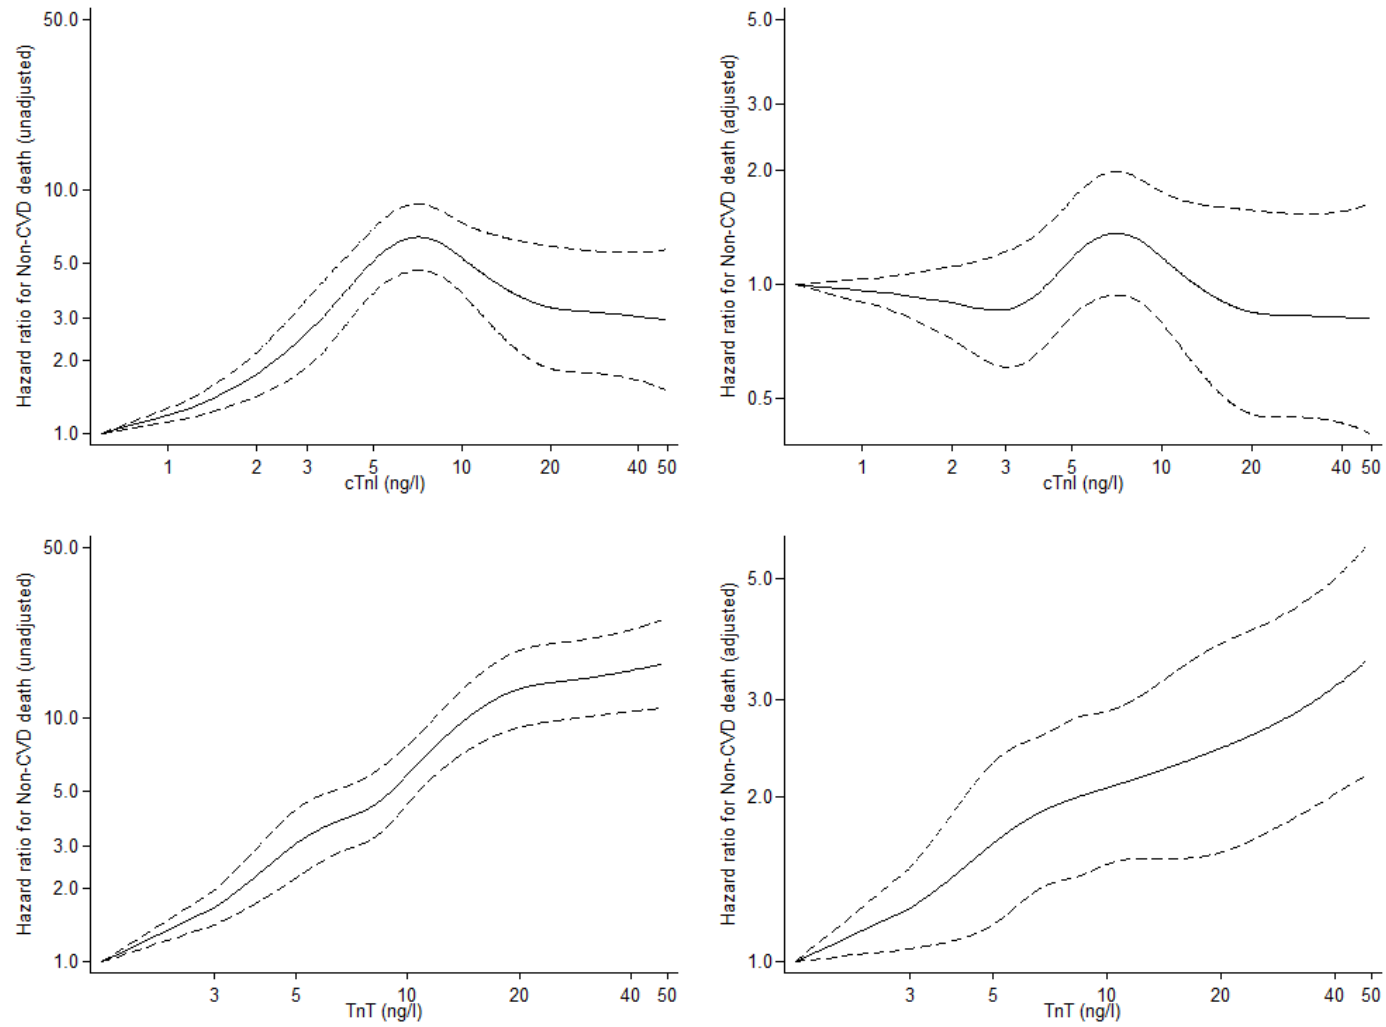 Hazard ratio for Non-CVD death (unadjusted)
50.0
10.0
5.0
3.0
2.0
1.0
1 2 3 5 10 20 40 50
cTnI (ng/l)
Hazard ratio for Non-CVD death (adjusted)
5.0
3.0
2.0
1.0
0.5
1 2 3 5 10 20 40 50
cTnI (ng/l)
Hazard ratio for Non-CVD death (unadjusted)
50.0
10.0
5.0
3.0
2.0
1.0
3 5 10 20 40 50
TnT (ng/l)
Hazard ratio for Non-CVD death (adjusted)
5.0
3.0
2.0
1.0
3 5 10 20 40 50
TnT (ng/l)